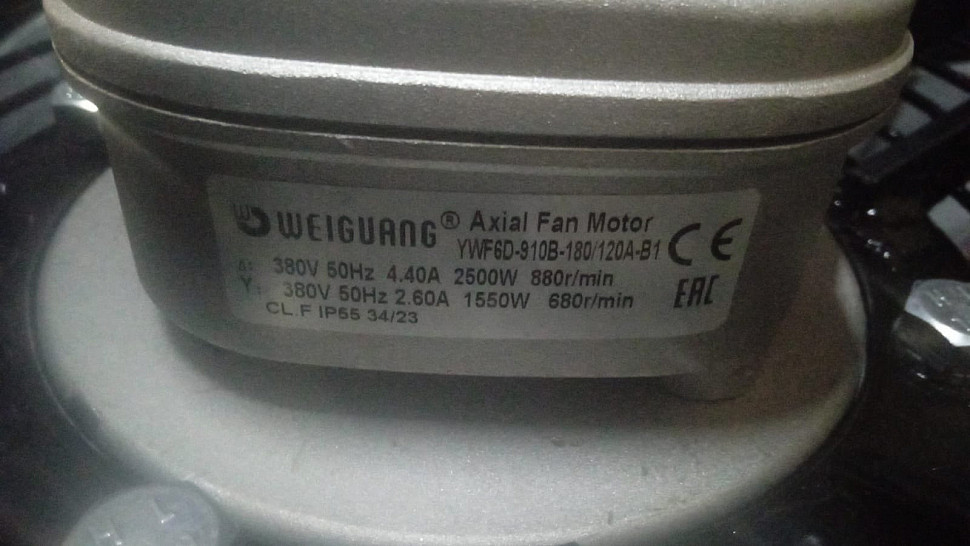 WEIGUANG® Axial Fan Motor
YWF6D-910B-180/120A-B1 CE
Δ: 380V 50Hz 4.40A 2500W 880r/min
Y: 380V 50Hz 2.60A 1550W 680r/min
EAC
CL.F IP55 34/23